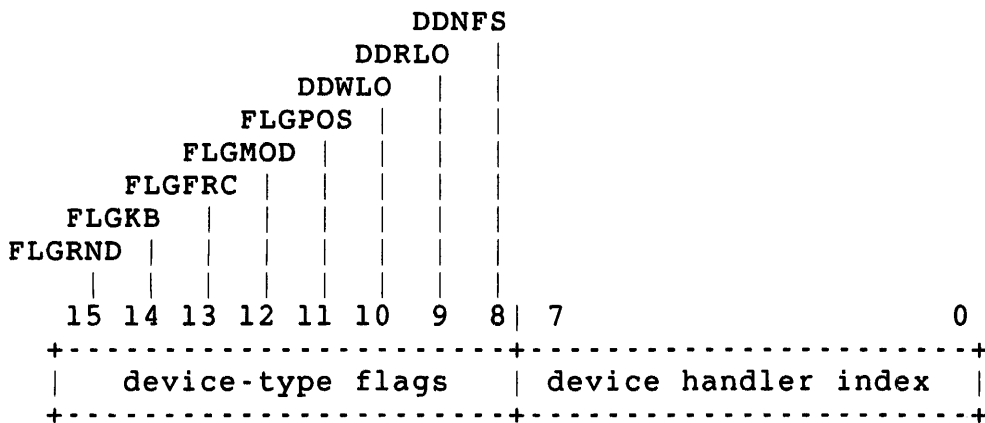 DDNFS
DDRLO
DDWLO
FLGPOS
FLGMOD
FLGFRC
FLGKB
FLGRND
15 14 13 12 11 10 9 8 7 0
device-type flags device handler index